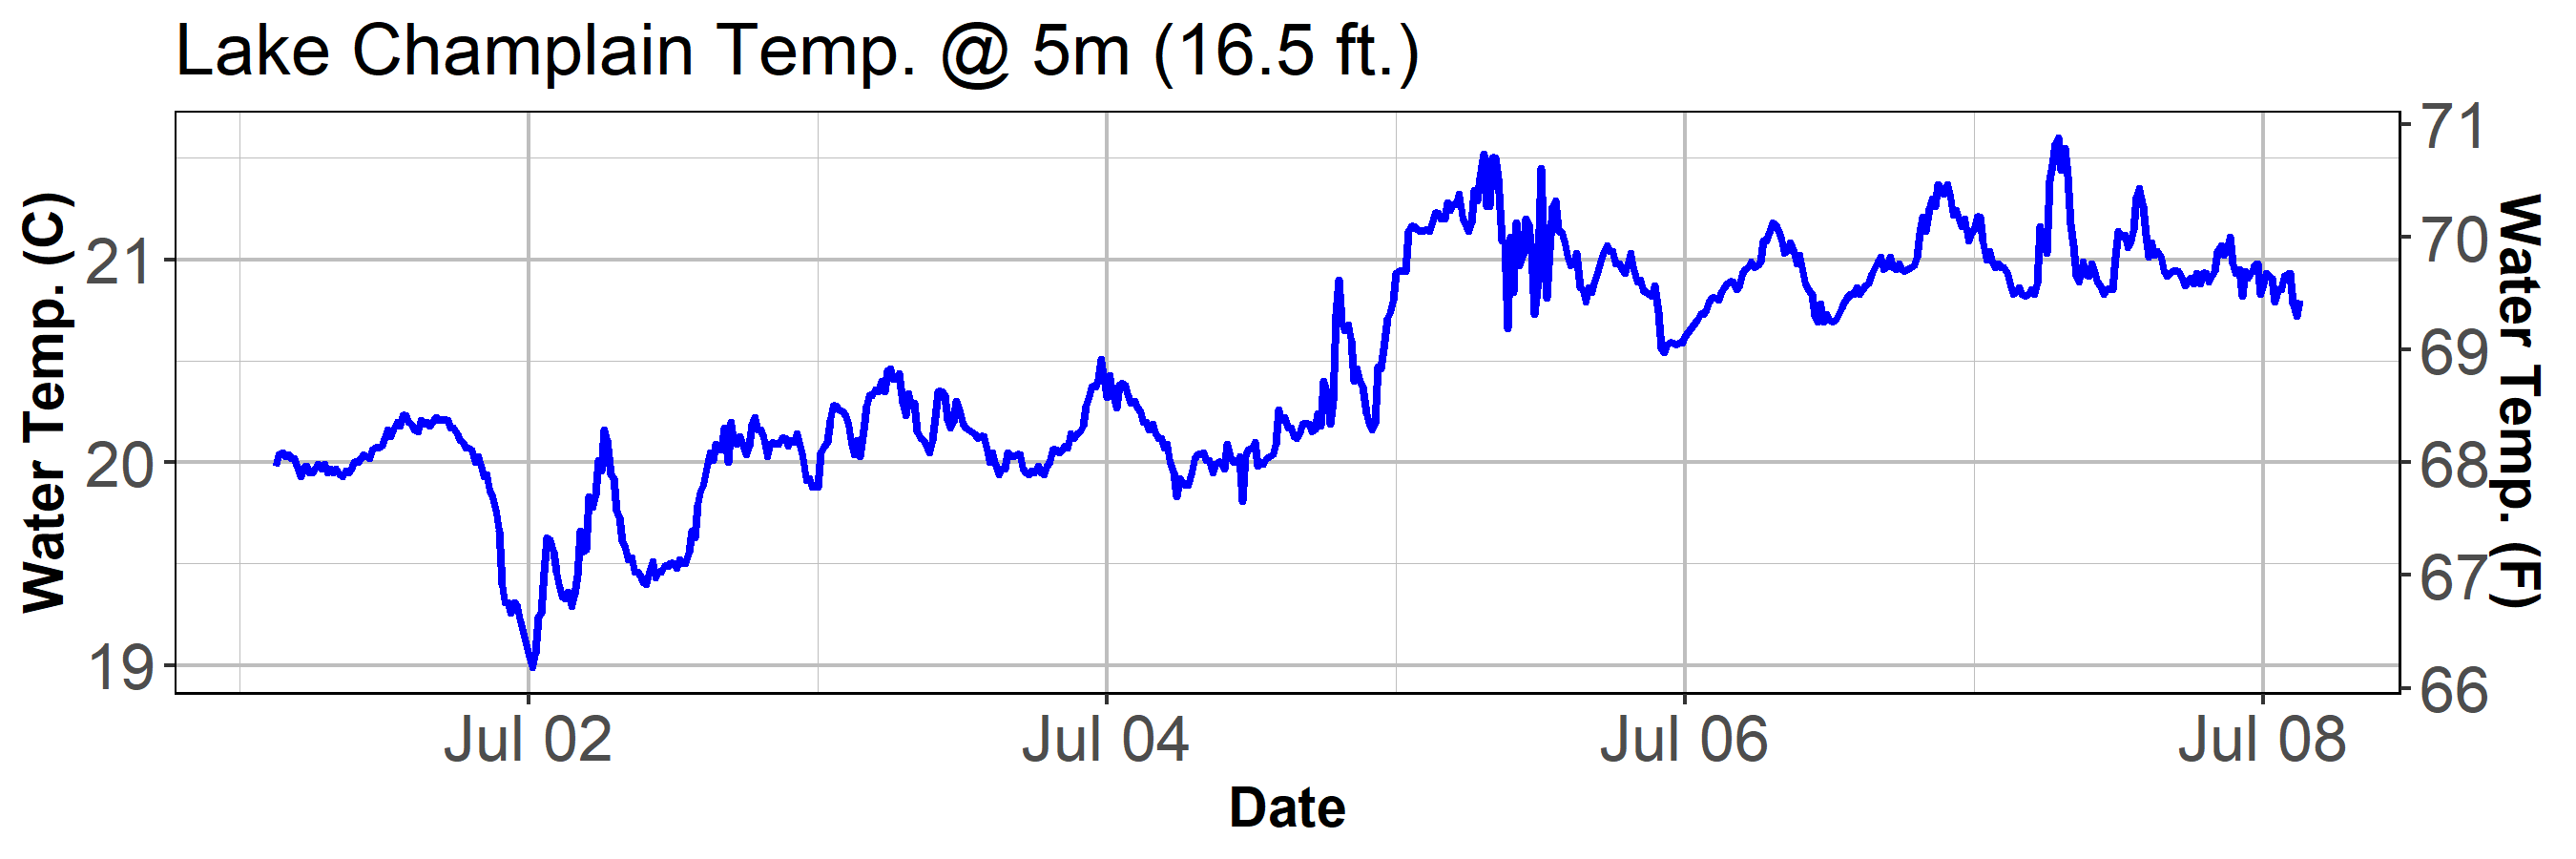 Lake Champlain Temp. @ 5m (16.5 ft.)
Water Temp. (C)
21
20
19
71
70
69
68
67
66
Water Temp. (F)
Jul 02 Jul 04 Jul 06 Jul 08
Date